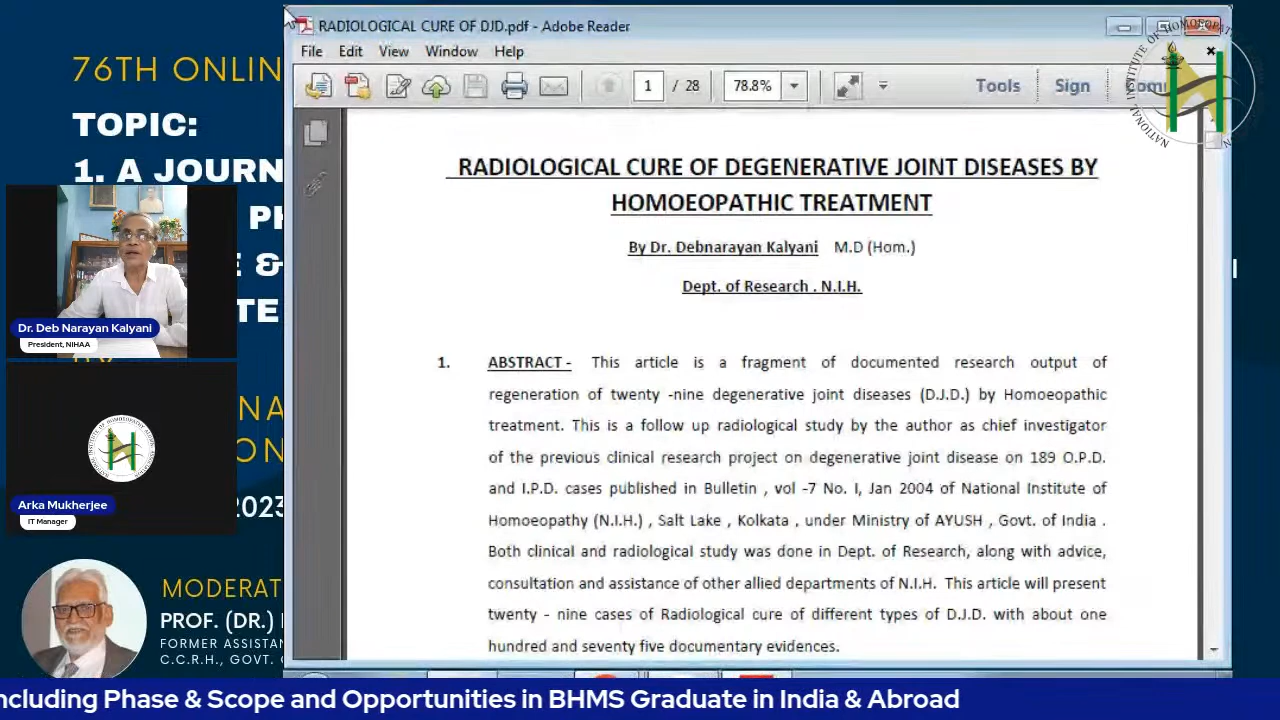 76TH ONLIN
TOPIC:
1. A JOURN
PH
E &
TE
Dr. Deb Narayan Kalyani
President, NIHAA
NA
ON
Arka Mukherjee
IT Manager
2023
MODERAT
PROF. (DR.)
FORMER ASSISTAN
C.C.R.H., GOVT.
RADIOLOGICAL CURE OF DJD.pdf - Adobe Reader
File Edit View Window Help
1 / 28 78.8% Tools Sign Com
NATIONAL INSTITUTE OF HOMOEOPATHY
RADIOLOGICAL CURE OF DEGENERATIVE JOINT DISEASES BY
HOMOEOPATHIC TREATMENT
By Dr. Debnarayan Kalyani M.D (Hom.)
Dept. of Research . N.I.H.
1. ABSTRACT - This article is a fragment of documented research output of
regeneration of twenty -nine degenerative joint diseases (D.J.D.) by Homoeopathic
treatment. This is a follow up radiological study by the author as chief investigator
of the previous clinical research project on degenerative joint disease on 189 O.P.D.
and I.P.D. cases published in Bulletin , vol -7 No. I, Jan 2004 of National Institute of
Homoeopathy (N.I.H.) , Salt Lake , Kolkata , under Ministry of AYUSH , Govt. of India .
Both clinical and radiological study was done in Dept. of Research, along with advice,
consultation and assistance of other allied departments of N.I.H. This article will present
twenty - nine cases of Radiological cure of different types of D.J.D. with about one
hundred and seventy five documentary evidences.
ncluding Phase & Scope and Opportunities in BHMS Graduate in India & Abroad